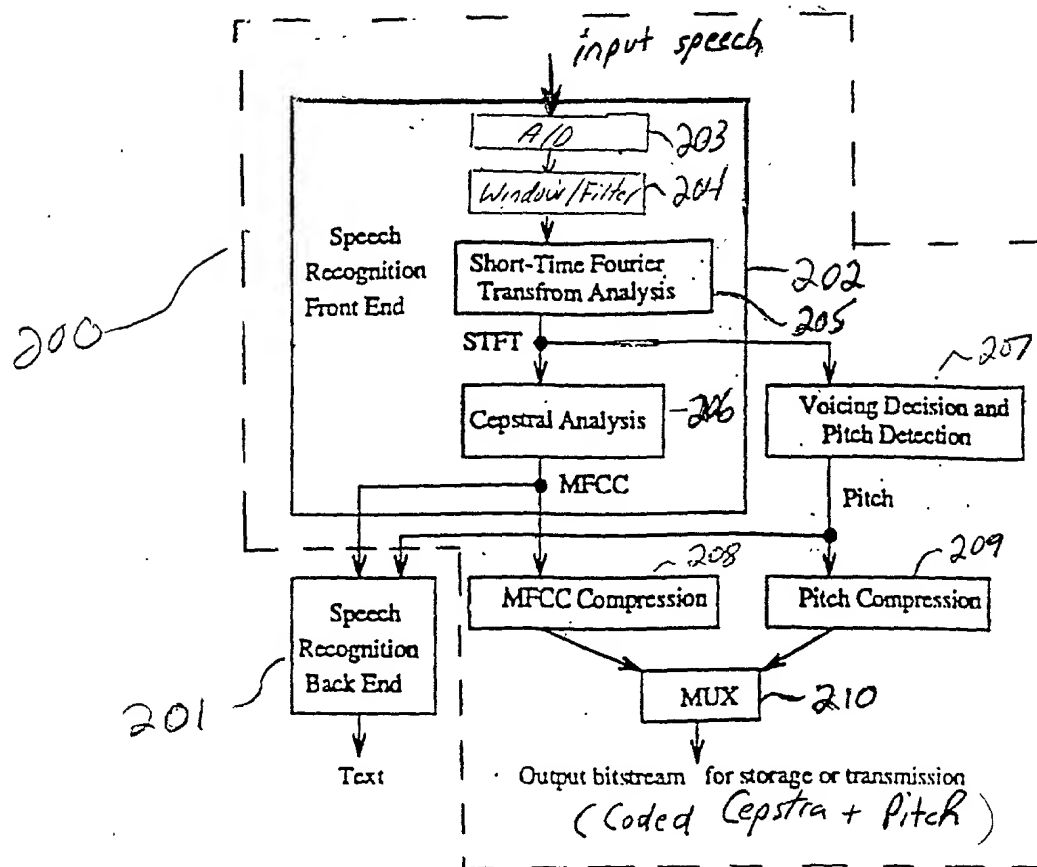 input speech
A/D
203
Window/Filter
204
Speech
Recognition
Front End
Short-Time Fourier
Transfrom Analysis
202
205
200
STFT
207
Cepstral Analysis
206
Voicing Decision and
Pitch Detection
MFCC
Pitch
208
209
MFCC Compression
Pitch Compression
Speech
Recognition
Back End
201
MUX
210
Text
Output bitstream for storage or transmission
(Coded Cepstra + Pitch)